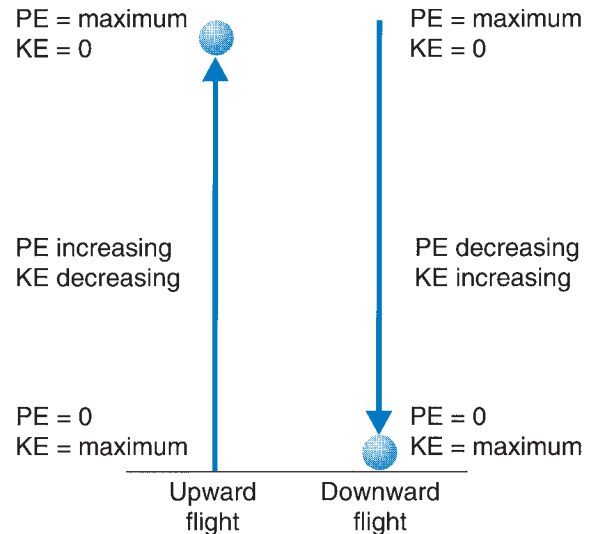 PE = maximum
KE = 0
PE = maximum
KE = 0
PE increasing
KE decreasing
PE decreasing
KE increasing
PE = 0
KE = maximum
PE = 0
KE = maximum
Upward
flight
Downward
flight